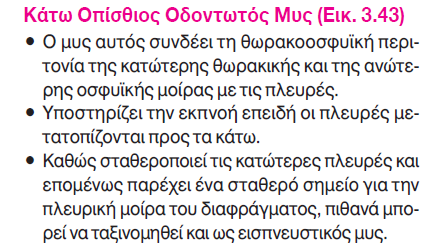 Κάτω Οπίσθιος Οδοντωτός Μυς (Εικ. 3.43)
• Ο μυς αυτός συνδέει τη θωρακοοσφυϊκή περι-
τονία της κατώτερης θωρακικής και της ανώτε-
ρης οσφυϊκής μοίρας με τις πλευρές.
• Υποστηρίζει την εκπνοή επειδή οι πλευρές με-
τατοπίζονται προς τα κάτω.
• Καθώς σταθεροποιεί τις κατώτερες πλευρές και
επομένως παρέχει ένα σταθερό σημείο για την
πλευρική μοίρα του διαφράγματος, πιθανά μπο-
ρεί να ταξινομηθεί και ως εισπνευστικός μυς.